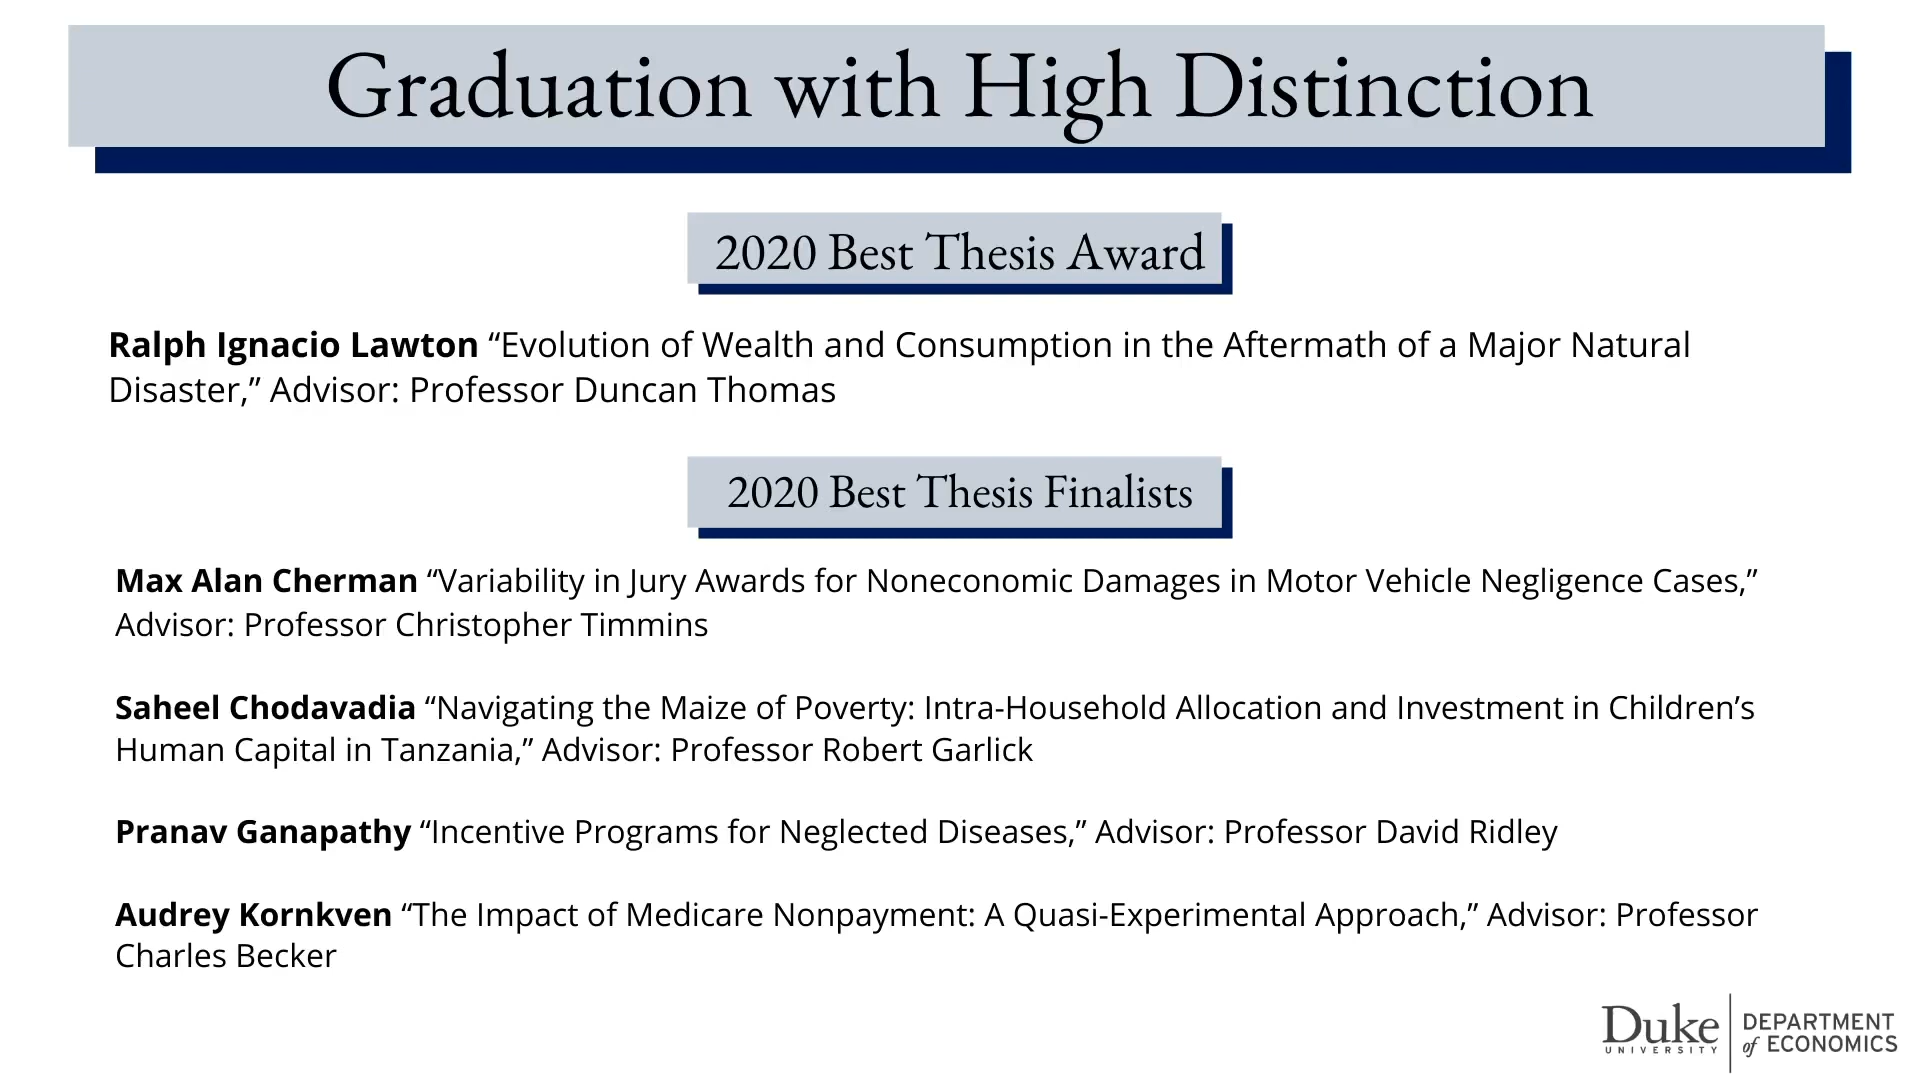 Graduation with High Distinction
2020 Best Thesis Award
Ralph Ignacio Lawton “Evolution of Wealth and Consumption in the Aftermath of a Major Natural
Disaster,” Advisor: Professor Duncan Thomas
2020 Best Thesis Finalists
Max Alan Cherman “Variability in Jury Awards for Noneconomic Damages in Motor Vehicle Negligence Cases,”
Advisor: Professor Christopher Timmins
Saheel Chodavadia “Navigating the Maize of Poverty: Intra-Household Allocation and Investment in Children’s
Human Capital in Tanzania,” Advisor: Professor Robert Garlick
Pranav Ganapathy “Incentive Programs for Neglected Diseases,” Advisor: Professor David Ridley
Audrey Kornkven “The Impact of Medicare Nonpayment: A Quasi-Experimental Approach,” Advisor: Professor
Charles Becker
Duke
UNIVERSITY
DEPARTMENT
of ECONOMICS